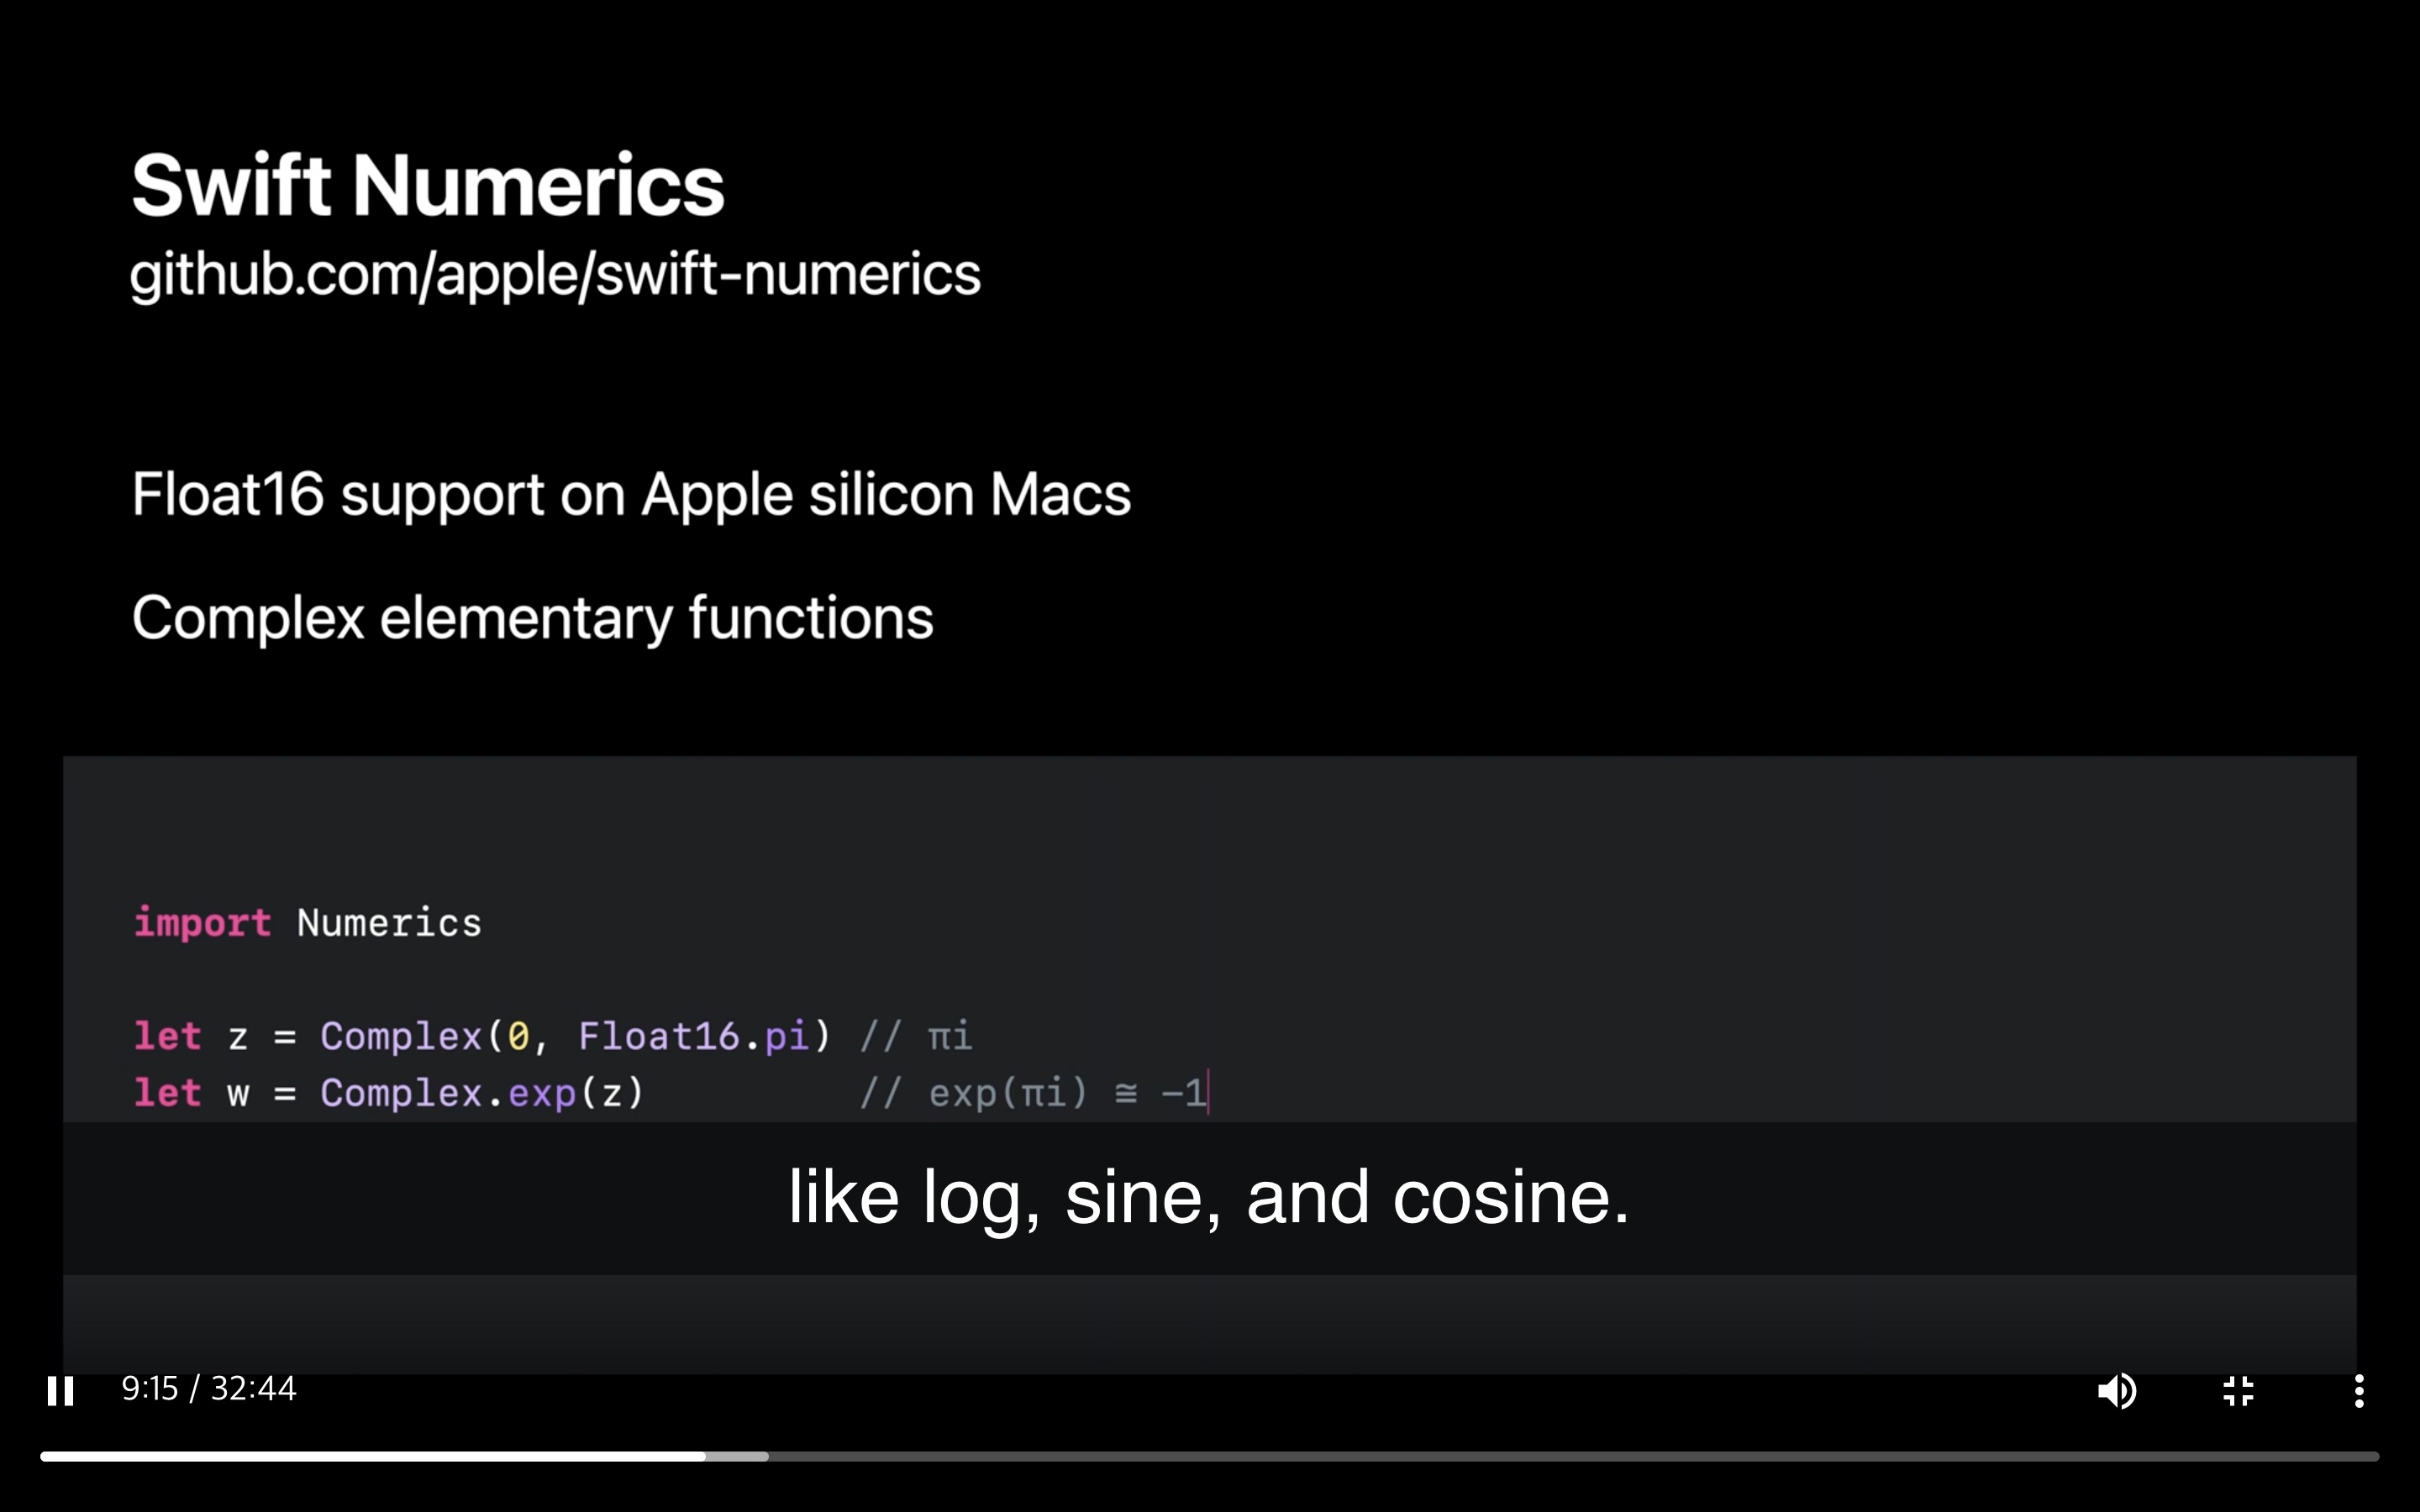 Swift Numerics
github.com/apple/swift-numerics
Float16 support on Apple silicon Macs
Complex elementary functions
import Numerics
let z = Complex(0, Float16.pi) // πi
let w = Complex.exp(z)         // exp(πi) ≅ −1
like log, sine, and cosine.
9:15 / 32:44